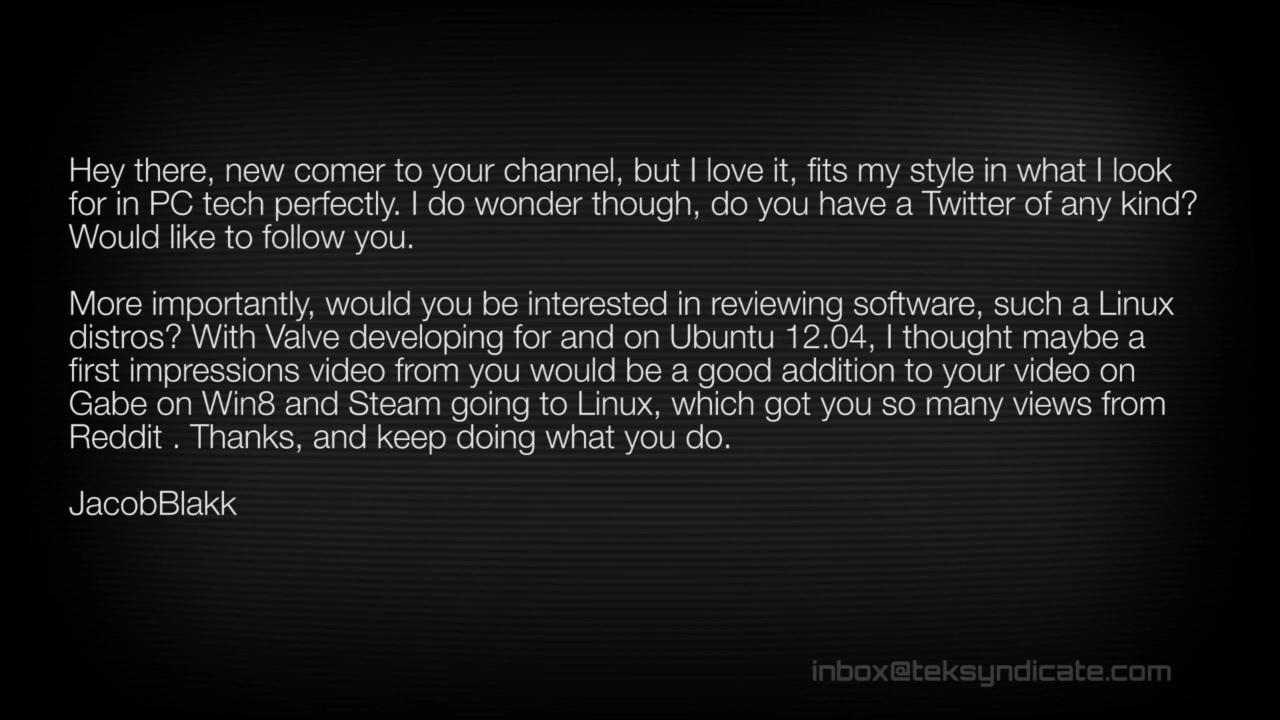 Hey there, new comer to your channel, but I love it, fits my style in what I look
for in PC tech perfectly. I do wonder though, do you have a Twitter of any kind?
Would like to follow you.
More importantly, would you be interested in reviewing software, such a Linux
distros? With Valve developing for and on Ubuntu 12.04, I thought maybe a
first impressions video from you would be a good addition to your video on
Gabe on Win8 and Steam going to Linux, which got you so many views from
Reddit . Thanks, and keep doing what you do.
JacobBlakk
inbox@teksyndicate.com